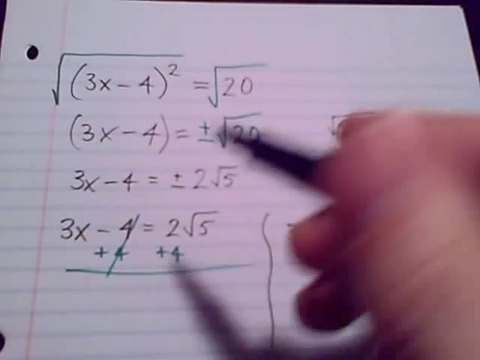 √(3x-4)² = √20
(3x-4) = ±√20
3x-4 = ±2√5
3x-4 = 2√5
+4 +4